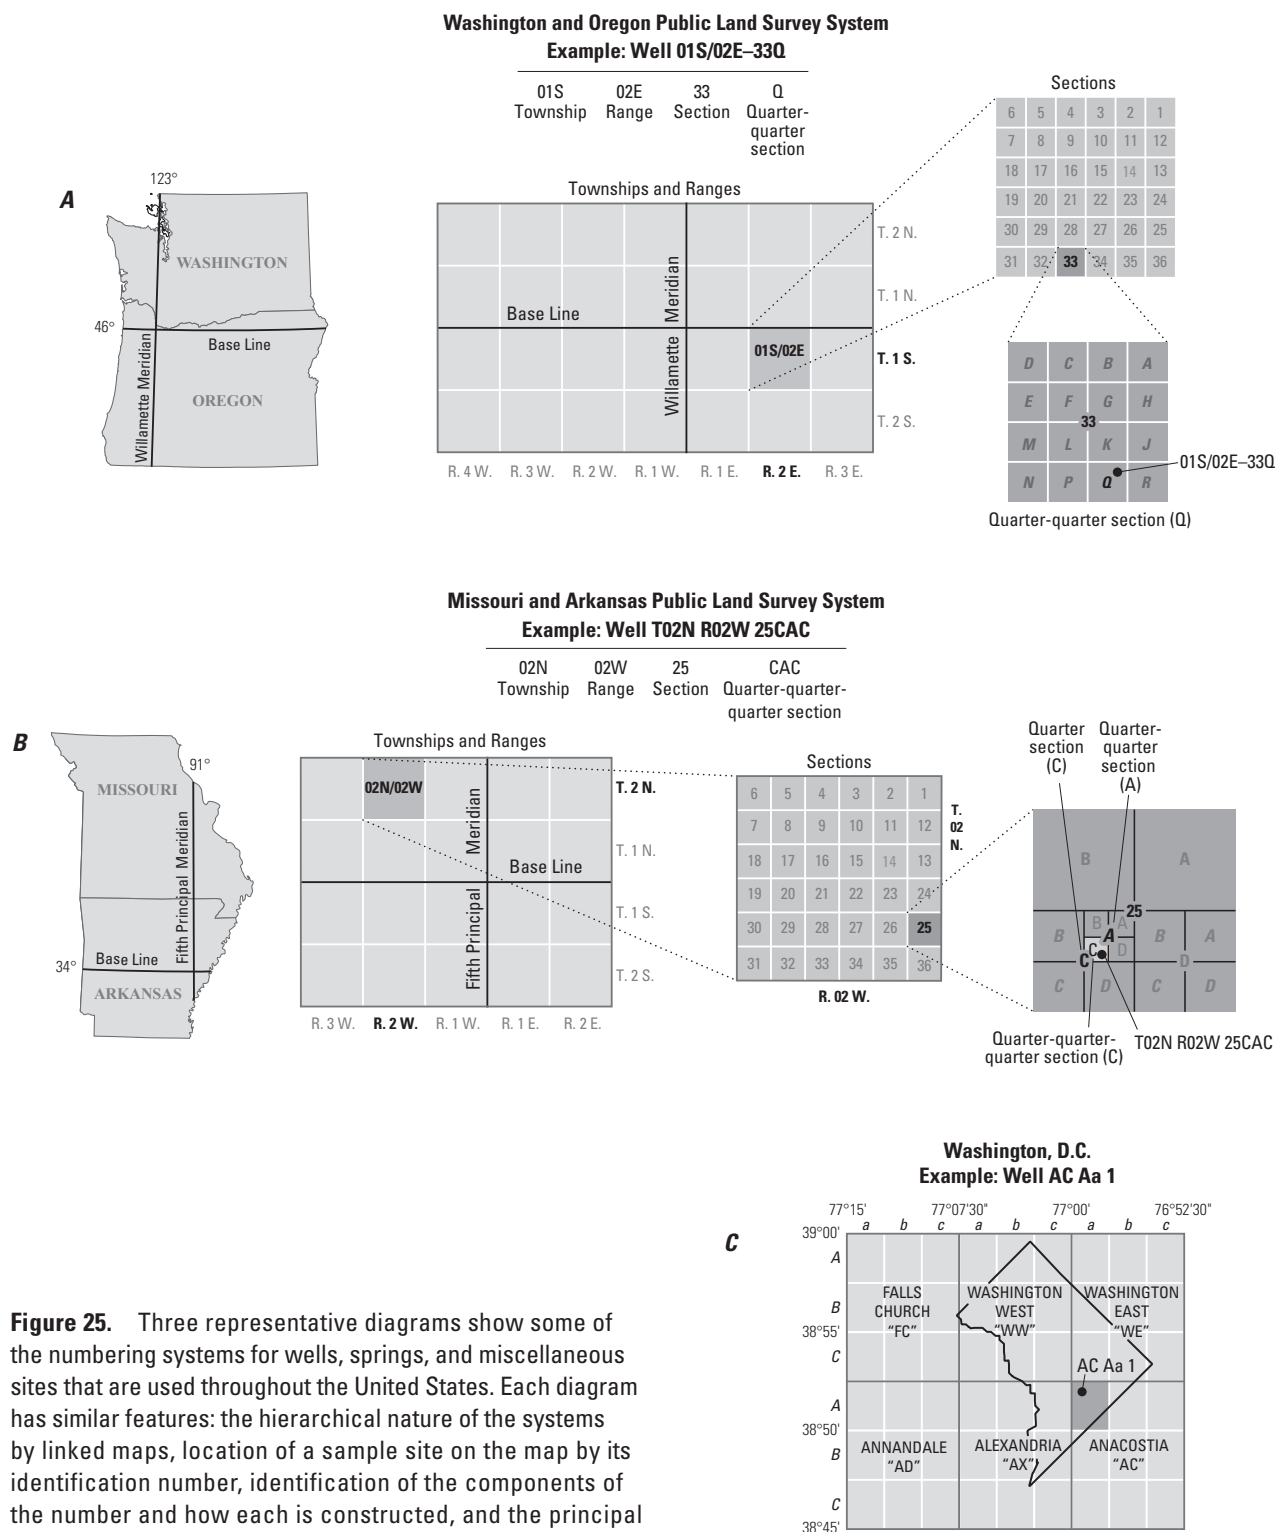 Washington and Oregon Public Land Survey System
Example: Well 01S/02E–33Q
01S 02E 33 Q
Township Range Section Quarter-
quarter
section
A
123°
WASHINGTON
46°
Base Line
Willamette Meridian
OREGON
Townships and Ranges
T. 2 N.
T. 1 N.
Base Line
Willamette Meridian
01S/02E
T. 1 S.
T. 2 S.
R. 4 W. R. 3 W. R. 2 W. R. 1 W. R. 1 E. R. 2 E. R. 3 E.
Sections
6 5 4 3 2 1
7 8 9 10 11 12
18 17 16 15 14 13
19 20 21 22 23 24
30 29 28 27 26 25
31 32 33 34 35 36
D C B A
E F G H
33
M L K J
N P Q R
01S/02E–33Q
Quarter-quarter section (Q)
Missouri and Arkansas Public Land Survey System
Example: Well T02N R02W 25CAC
02N 02W 25 CAC
Township Range Section Quarter-quarter-
quarter section
B
91°
MISSOURI
Fifth Principal Meridian
34°
Base Line
ARKANSAS
Townships and Ranges
02N/02W
T. 2 N.
T. 1 N.
Base Line
Fifth Principal Meridian
T. 1 S.
T. 2 S.
R. 3 W. R. 2 W. R. 1 W. R. 1 E. R. 2 E.
Sections
6 5 4 3 2 1
7 8 9 10 11 12
18 17 16 15 14 13
19 20 21 22 23 24
30 29 28 27 26 25
31 32 33 34 35 36
T.
02
N.
R. 02 W.
Quarter
section
(C)
Quarter-
quarter
section
(A)
B A
25
B B A B A
A
C D
C D
C D C D
Quarter-quarter-
quarter section (C)
T02N R02W 25CAC
Washington, D.C.
Example: Well AC Aa 1
C
77°15' 77°07'30" 77°00' 76°52'30"
a b c a b c a b c
39°00'
A
B
38°55'
C
A
38°50'
B
C
38°45'
FALLS
CHURCH
“FC”
WASHINGTON
WEST
“WW”
WASHINGTON
EAST
“WE”
AC Aa 1
ANNANDALE
“AD”
ALEXANDRIA
“AX”
ANACOSTIA
“AC”
Figure 25. Three representative diagrams show some of
the numbering systems for wells, springs, and miscellaneous
sites that are used throughout the United States. Each diagram
has similar features: the hierarchical nature of the systems
by linked maps, location of a sample site on the map by its
identification number, identification of the components of
the number and how each is constructed, and the principal